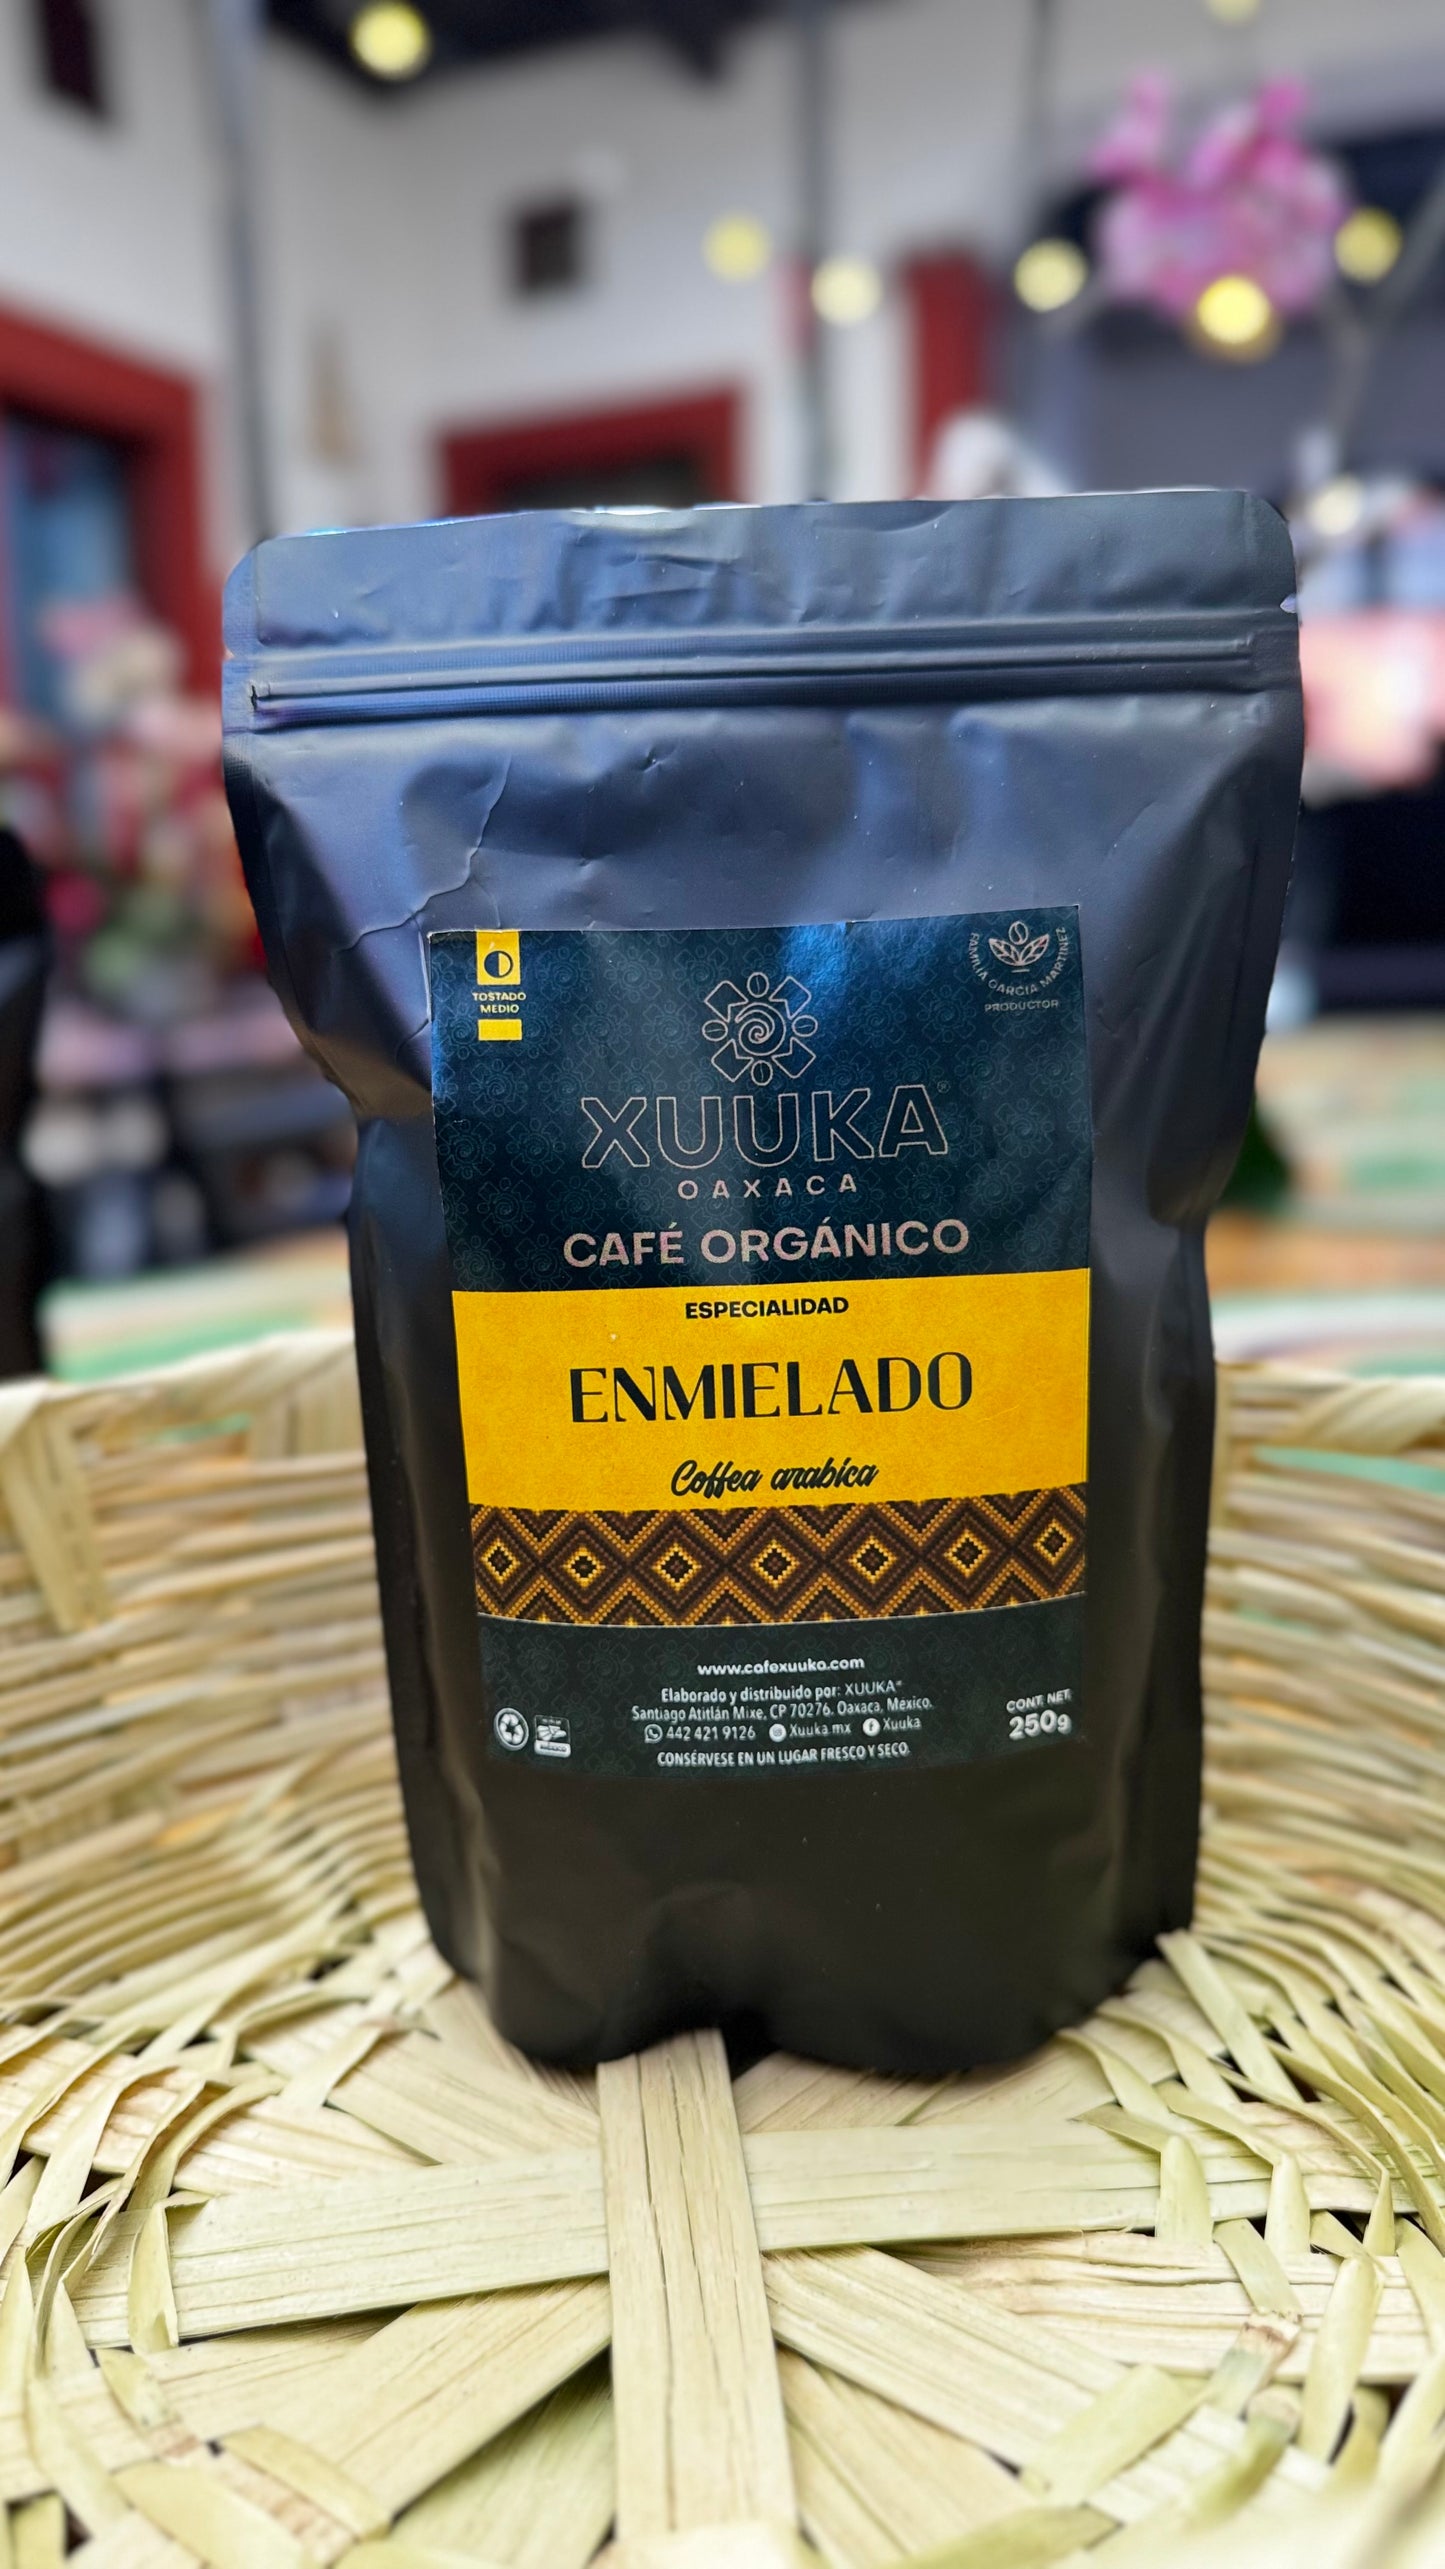 TOSTADO
MEDIO
FAMILIA GARCIA MARTINEZ
PRODUCTOR
XUUKA®
OAXACA
CAFÉ ORGÁNICO
ESPECIALIDAD
ENMIELADO
Coffea arabica
www.cafexuuka.com
Elaborado y distribuido por: XUUKA®
Santiago Atitlán Mixe, CP 70276. Oaxaca, México.
442 421 9126 Xuuka.mx Xuuka
CONSÉRVESE EN UN LUGAR FRESCO Y SECO.
CONT. NET.
250g